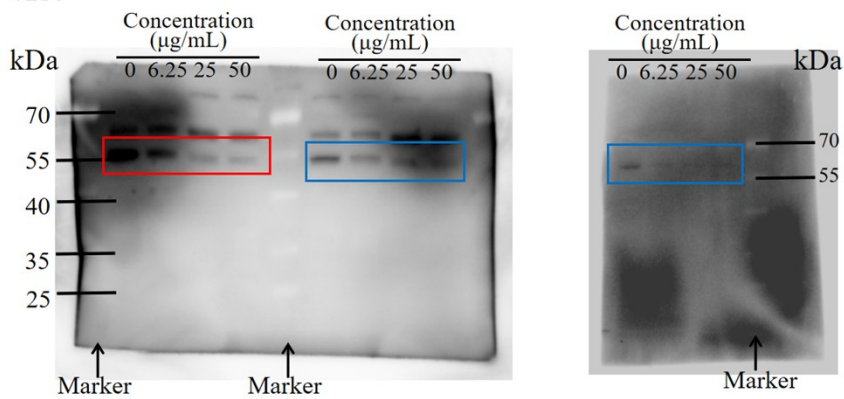 Concentration
(μg/mL)
0 6.25 25 50
Concentration
(μg/mL)
0 6.25 25 50
kDa
70
55
40
35
25
Marker
Marker
Concentration
(μg/mL)
0 6.25 25 50
kDa
70
55
Marker